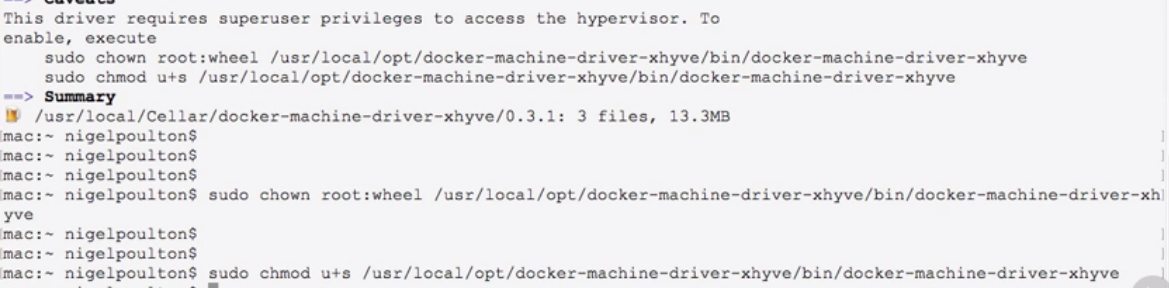 ==> Caveats
This driver requires superuser privileges to access the hypervisor. To
enable, execute
    sudo chown root:wheel /usr/local/opt/docker-machine-driver-xhyve/bin/docker-machine-driver-xhyve
    sudo chmod u+s /usr/local/opt/docker-machine-driver-xhyve/bin/docker-machine-driver-xhyve
==> Summary
🍺 /usr/local/Cellar/docker-machine-driver-xhyve/0.3.1: 3 files, 13.3MB
[mac:~ nigelpoulton$ ]
[mac:~ nigelpoulton$ ]
[mac:~ nigelpoulton$ ]
[mac:~ nigelpoulton$ sudo chown root:wheel /usr/local/opt/docker-machine-driver-xhyve/bin/docker-machine-driver-xh]
yve
[mac:~ nigelpoulton$ ]
[mac:~ nigelpoulton$ ]
[mac:~ nigelpoulton$ sudo chmod u+s /usr/local/opt/docker-machine-driver-xhyve/bin/docker-machine-driver-xhyve